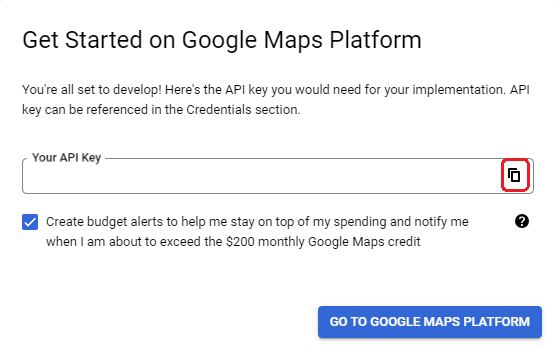 Get Started on Google Maps Platform
You're all set to develop! Here's the API key you would need for your implementation. API
key can be referenced in the Credentials section.
Your API Key
Create budget alerts to help me stay on top of my spending and notify me
when I am about to exceed the $200 monthly Google Maps credit
?
GO TO GOOGLE MAPS PLATFORM